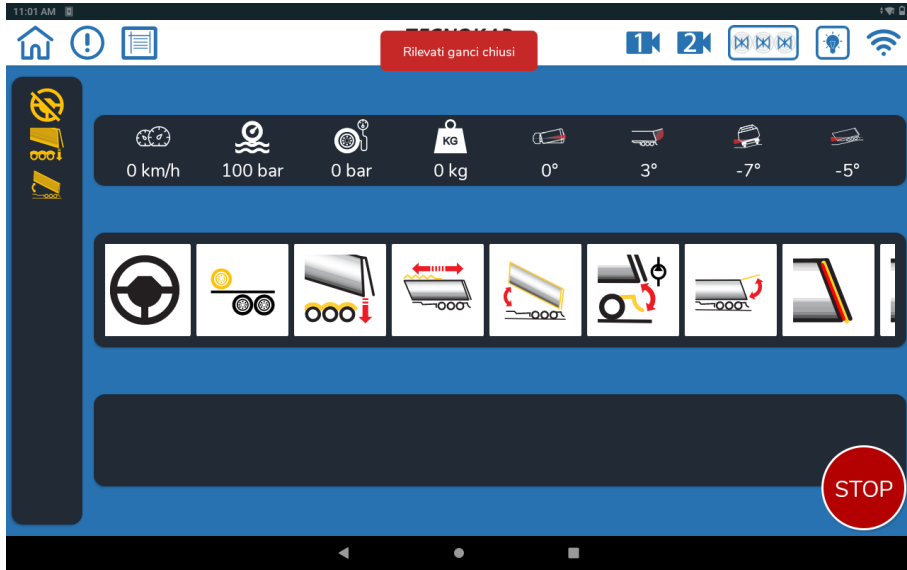 11:01 AM
Rilevati ganci chiusi
1
2
KG
0 km/h
100 bar
0 bar
0 kg
0°
3°
-7°
-5°
STOP